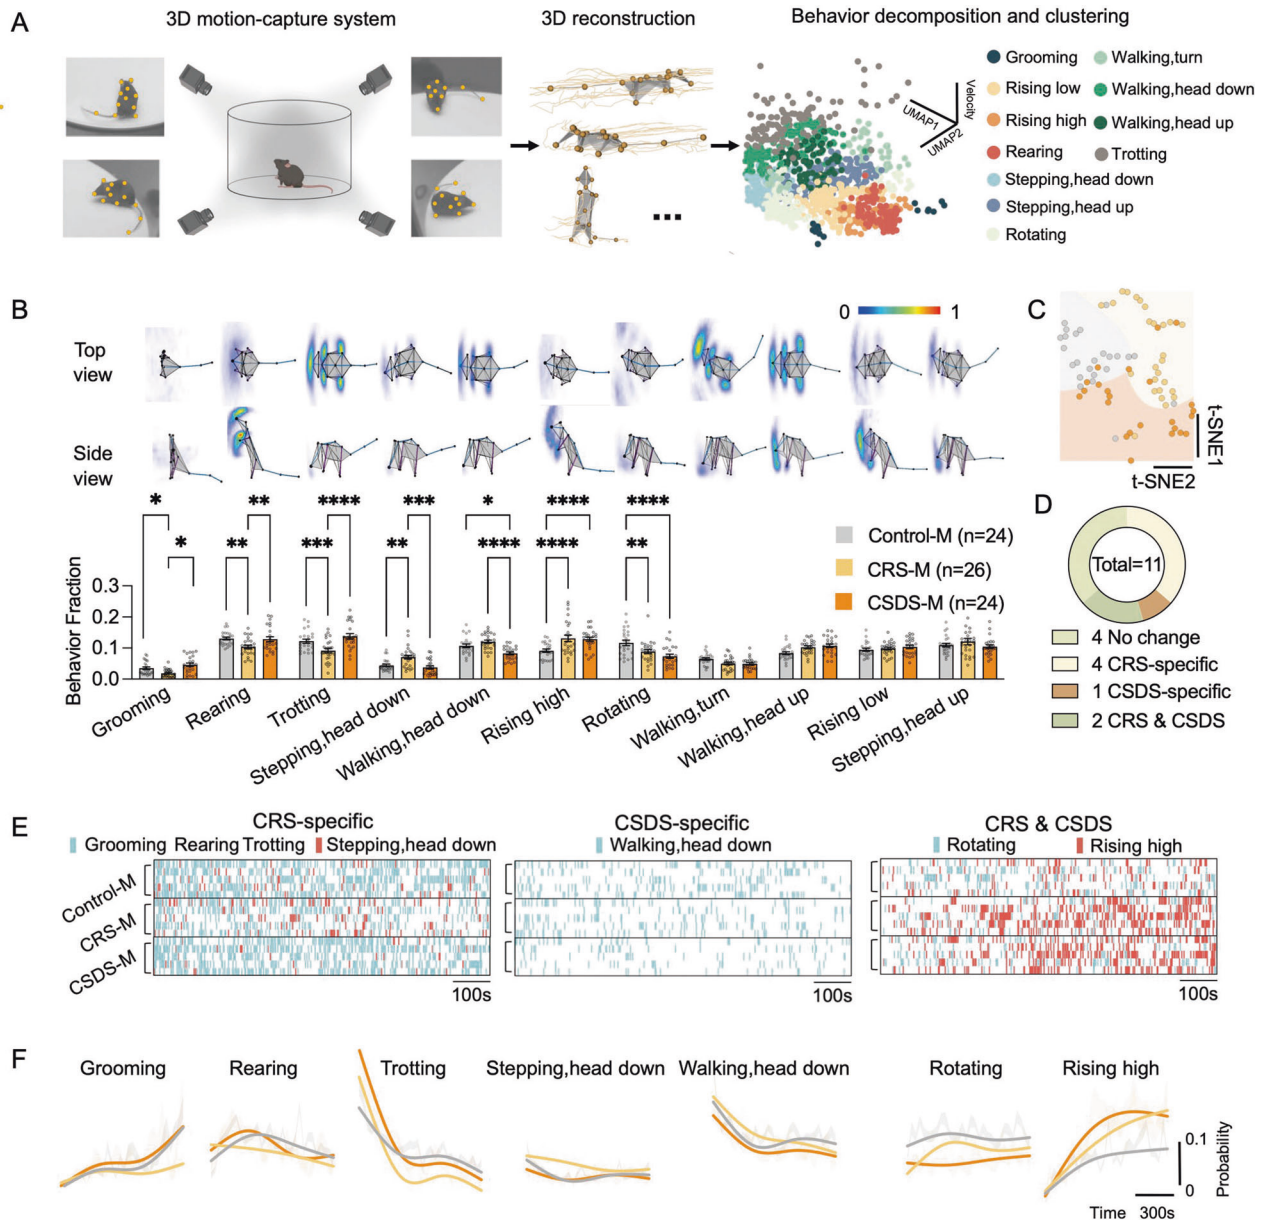 A
3D motion-capture system
3D reconstruction
Behavior decomposition and clustering
Grooming
Rising low
Rising high
Rearing
Stepping,head down
Stepping,head up
Rotating
Walking,turn
Walking,head down
Walking,head up
Trotting
Velocity
UMAP1
UMAP2
B
0 1
Top
view
Side
view
* ** **** *** * **** ****
* ** *** ** **** **** **
Behavior Fraction
0.3
0.2
0.1
0.0
Control-M (n=24)
CRS-M (n=26)
CSDS-M (n=24)
Grooming
Rearing
Trotting
Stepping,head down
Walking,head down
Rising high
Rotating
Walking,turn
Walking,head up
Rising low
Stepping,head up
C
t-SNE1
t-SNE2
D
Total=11
4 No change
4 CRS-specific
1 CSDS-specific
2 CRS & CSDS
E
CRS-specific
Grooming Rearing Trotting Stepping,head down
CSDS-specific
Walking,head down
CRS & CSDS
Rotating Rising high
Control-M
CRS-M
CSDS-M
100s
100s
100s
F
Grooming
Rearing
Trotting
Stepping,head down
Walking,head down
Rotating
Rising high
0.1
0
Probability
Time 300s